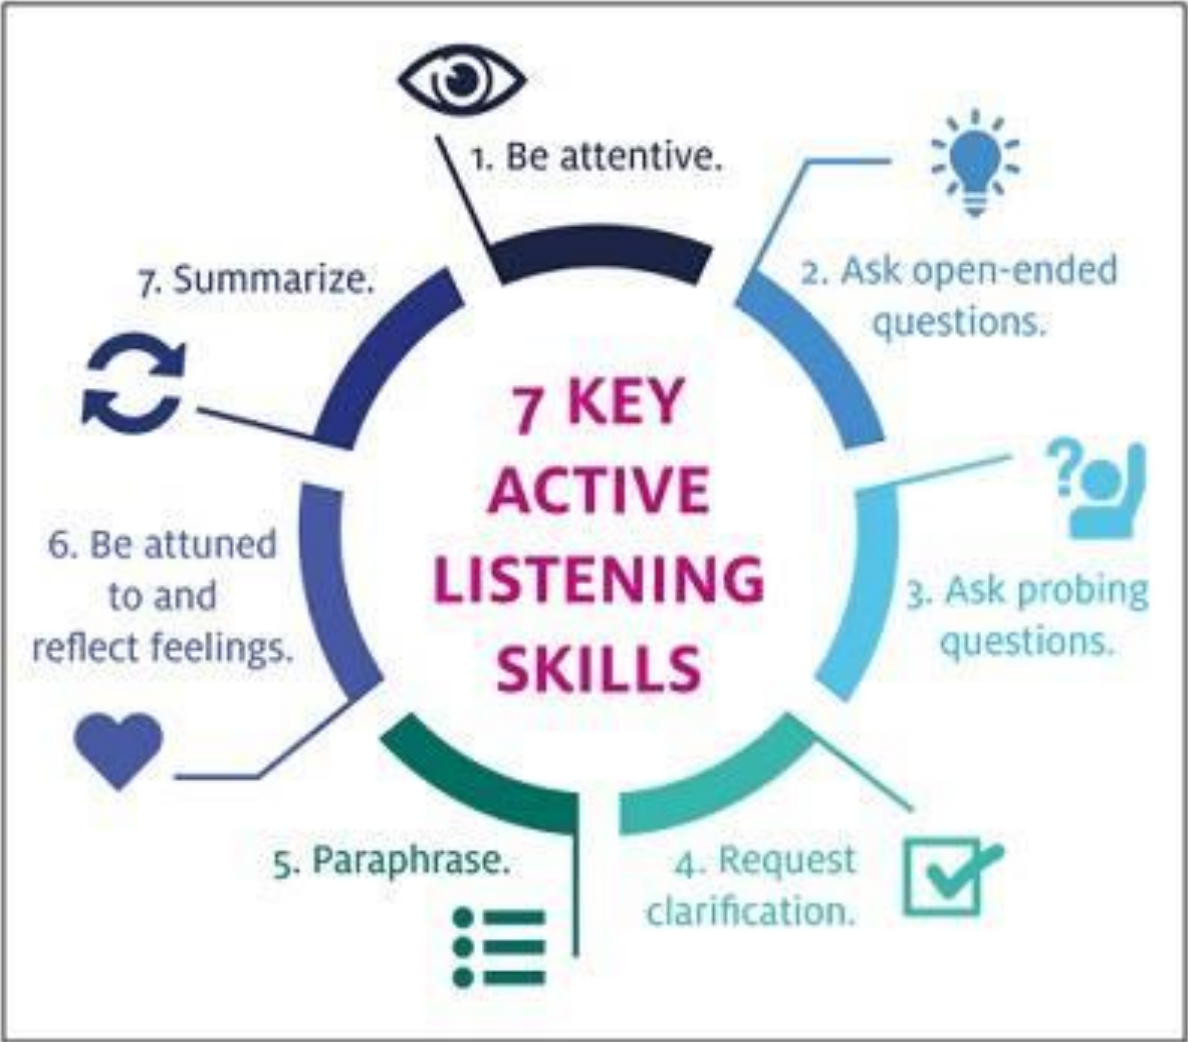 7 KEY
ACTIVE
LISTENING
SKILLS
1. Be attentive.
2. Ask open-ended
questions.
3. Ask probing
questions.
4. Request
clarification.
5. Paraphrase.
6. Be attuned
to and
reflect feelings.
7. Summarize.